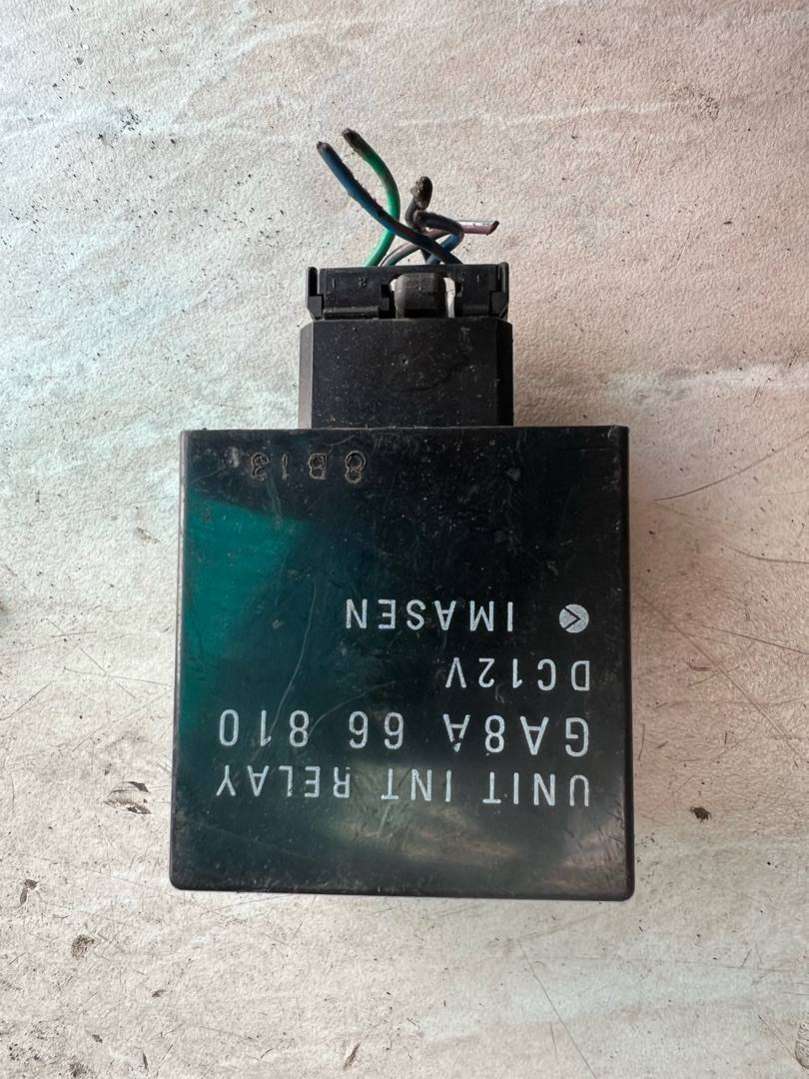 UNIT INT RELAY
GA8A 66 810
DC12V
IMASEN
8B13